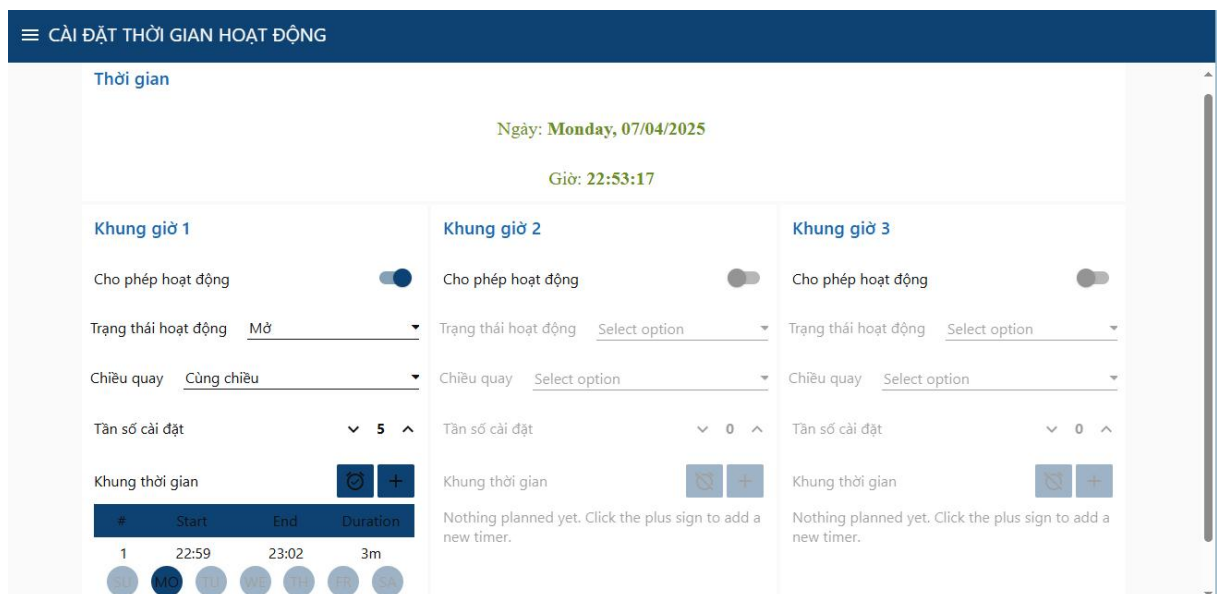 CÀI ĐẶT THỜI GIAN HOẠT ĐỘNG
Thời gian
Ngày: Monday, 07/04/2025
Giờ: 22:53:17
Khung giờ 1
Cho phép hoạt động
Trạng thái hoạt động Mở
Chiều quay Cùng chiều
Tần số cài đặt 5
Khung thời gian +
# Start End Duration
1 22:59 23:02 3m
SU MO TU WE TH FR SA
Khung giờ 2
Cho phép hoạt động
Trạng thái hoạt động Select option
Chiều quay Select option
Tần số cài đặt 0
Khung thời gian +
Nothing planned yet. Click the plus sign to add a
new timer.
Khung giờ 3
Cho phép hoạt động
Trạng thái hoạt động Select option
Chiều quay Select option
Tần số cài đặt 0
Khung thời gian +
Nothing planned yet. Click the plus sign to add a
new timer.